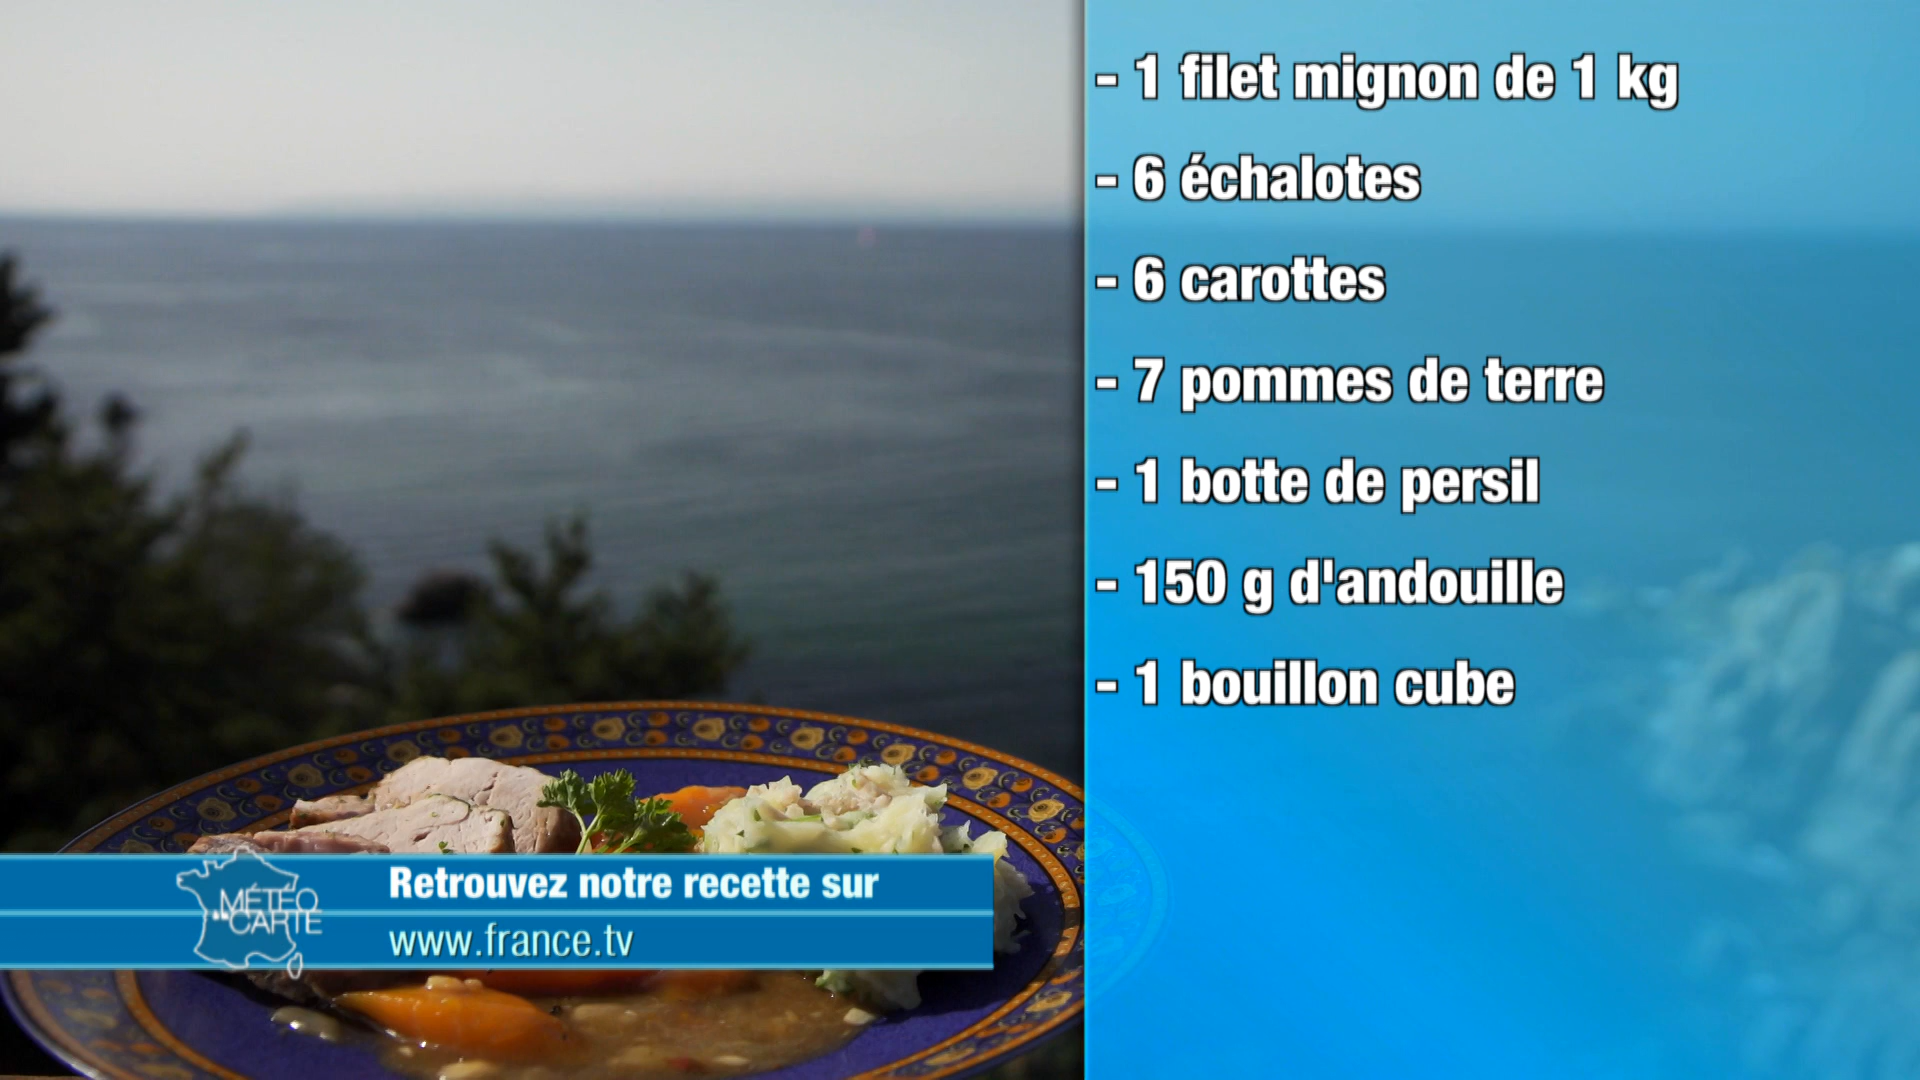 - 1 filet mignon de 1 kg
- 6 échalotes
- 6 carottes
- 7 pommes de terre
- 1 botte de persil
- 150 g d'andouille
- 1 bouillon cube
Retrouvez notre recette sur
www.france.tv
MÉTÉO
À LA CARTE